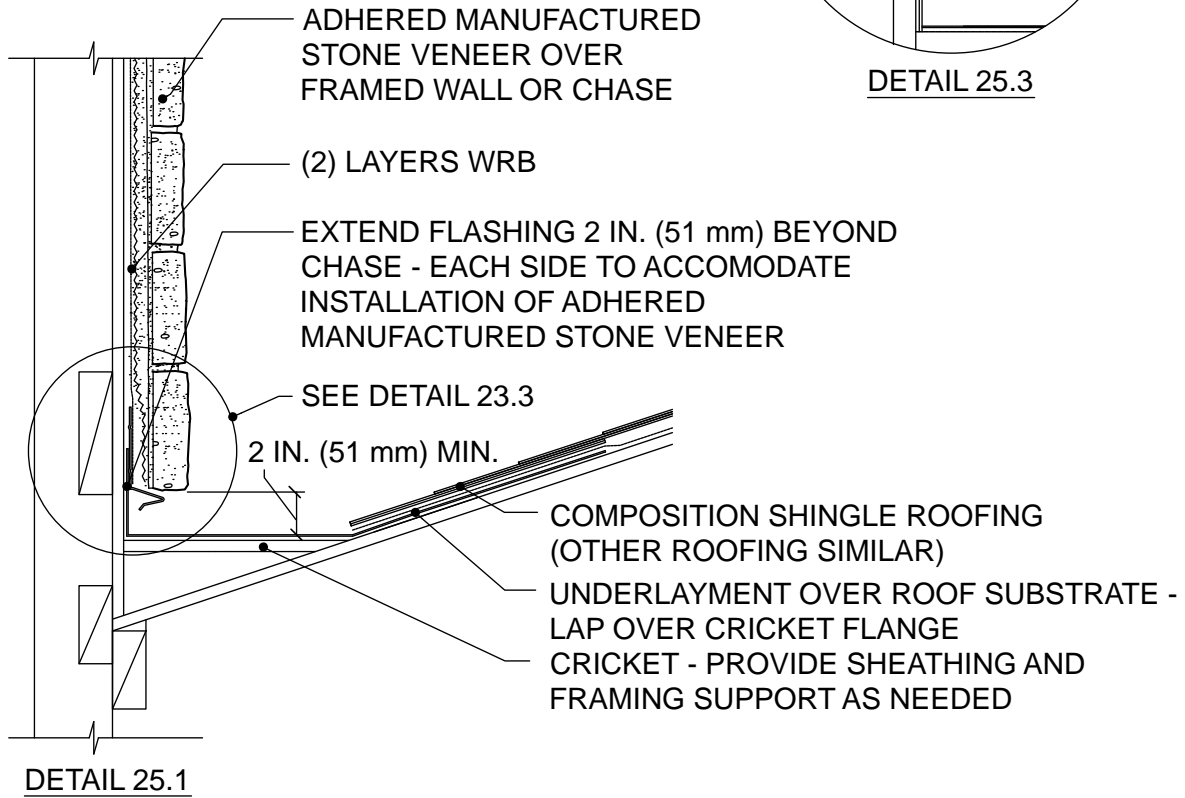 ADHERED MANUFACTURED
STONE VENEER OVER
FRAMED WALL OR CHASE
DETAIL 25.3
(2) LAYERS WRB
EXTEND FLASHING 2 IN. (51 mm) BEYOND
CHASE - EACH SIDE TO ACCOMODATE
INSTALLATION OF ADHERED
MANUFACTURED STONE VENEER
SEE DETAIL 23.3
2 IN. (51 mm) MIN.
COMPOSITION SHINGLE ROOFING
(OTHER ROOFING SIMILAR)
UNDERLAYMENT OVER ROOF SUBSTRATE -
LAP OVER CRICKET FLANGE
CRICKET - PROVIDE SHEATHING AND
FRAMING SUPPORT AS NEEDED
DETAIL 25.1